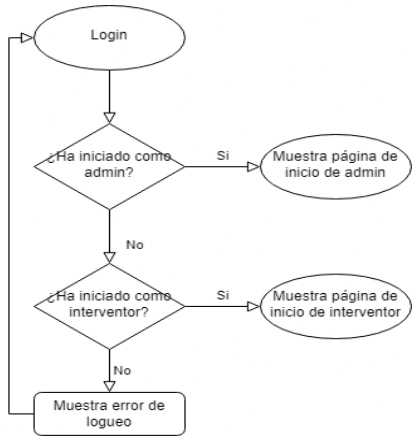 Login
¿Ha iniciado como
admin?
Si
Muestra página de
inicio de admin
No
¿Ha iniciado como
interventor?
Si
Muestra página de
inicio de interventor
No
Muestra error de
logueo